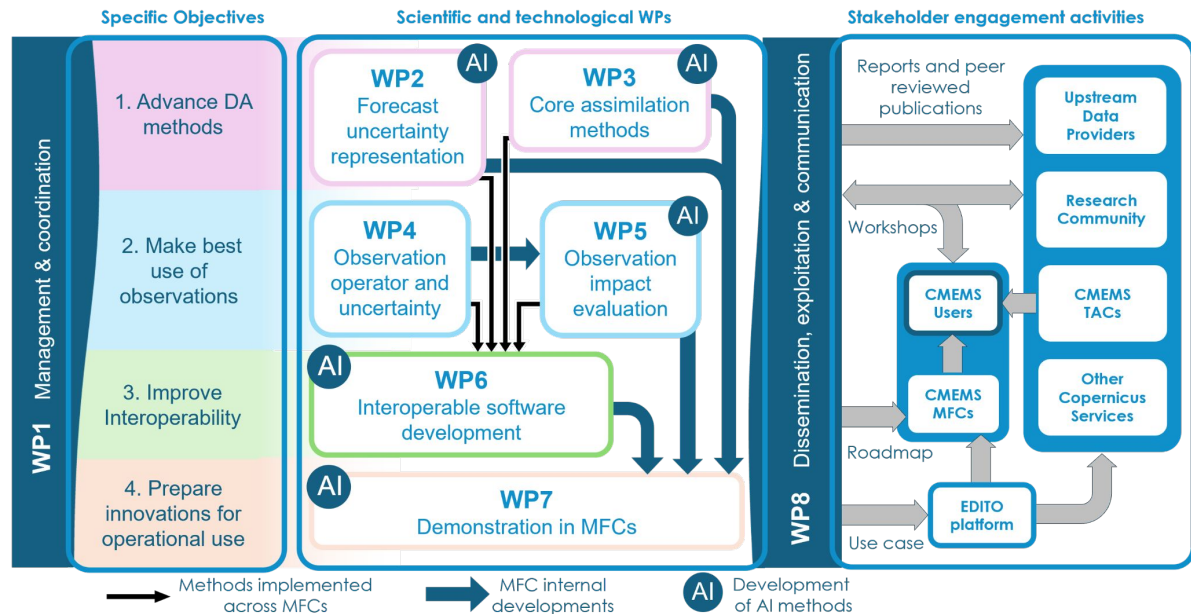 Specific Objectives
Scientific and technological WPs
Stakeholder engagement activities
WP1 Management & coordination
1. Advance DA
methods
2. Make best
use of
observations
3. Improve
Interoperability
4. Prepare
innovations for
operational use
AI
WP2
Forecast
uncertainty
representation
AI
WP3
Core assimilation
methods
WP4
Observation
operator and
uncertainty
AI
WP5
Observation
impact
evaluation
AI
WP6
Interoperable software
development
AI
WP7
Demonstration in MFCs
WP8 Dissemination, exploitation & communication
Reports and peer
reviewed
publications
Workshops
Roadmap
Use case
Upstream
Data
Providers
Research
Community
CMEMS
Users
CMEMS
TACs
CMEMS
MFCs
Other
Copernicus
Services
EDITO
platform
Methods implemented
across MFCs
MFC internal
developments
AI
Development
of AI methods